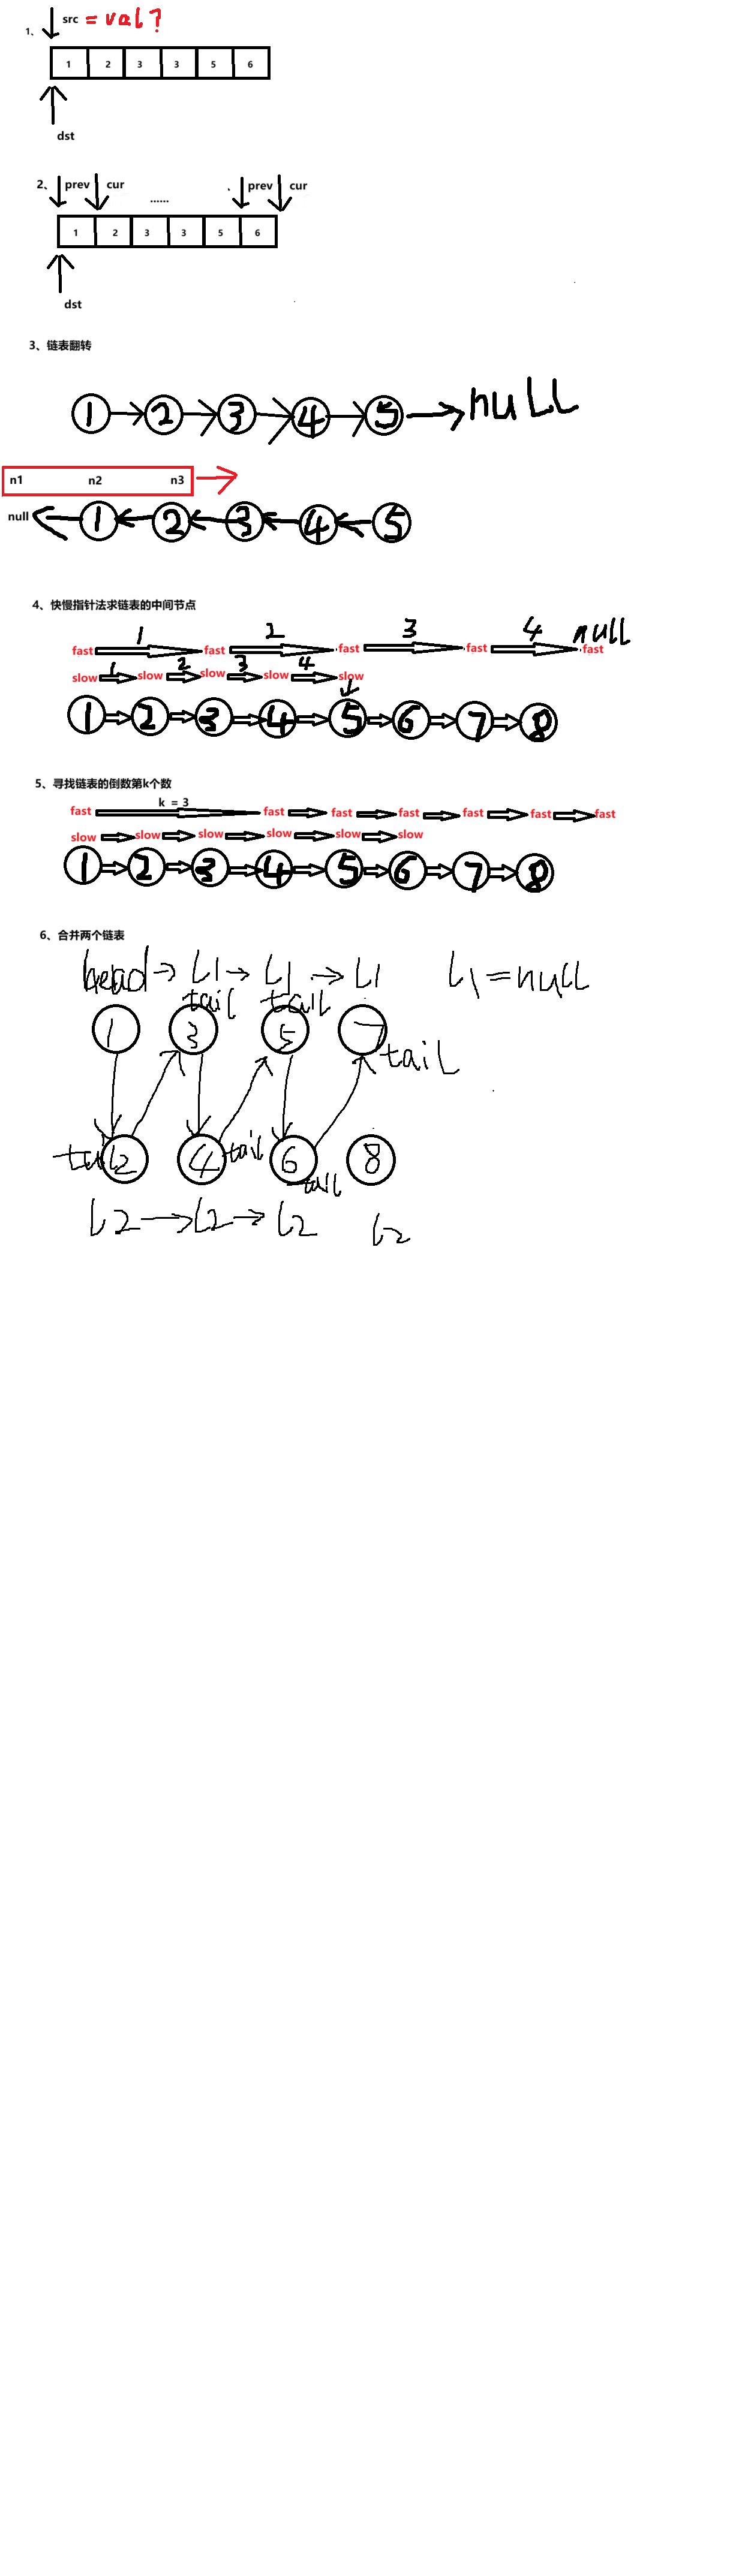 src = val?
1、
1 2 3 3 5 6
dst
2、 prev cur ...... 、 prev cur
1 2 3 3 5 6
dst
3、链表翻转
1 2 3 4 5 null
n1 n2 n3
null 1 2 3 4 5
4、快慢指针法求链表的中间节点
1 2 3 4 null
fast fast fast fast fast
1 2 3 4
slow slow slow slow slow
1 2 3 4 5 6 7 8
5、寻找链表的倒数第k个数
k = 3
fast fast fast fast fast fast fast
slow slow slow slow slow slow
1 2 3 4 5 6 7 8
6、合并两个链表
head L1 L1 L1 L1=null
tail tail
1 3 5 7
tail
tail 2 4 tail 6 8
tail
L2 L2 L2 L2